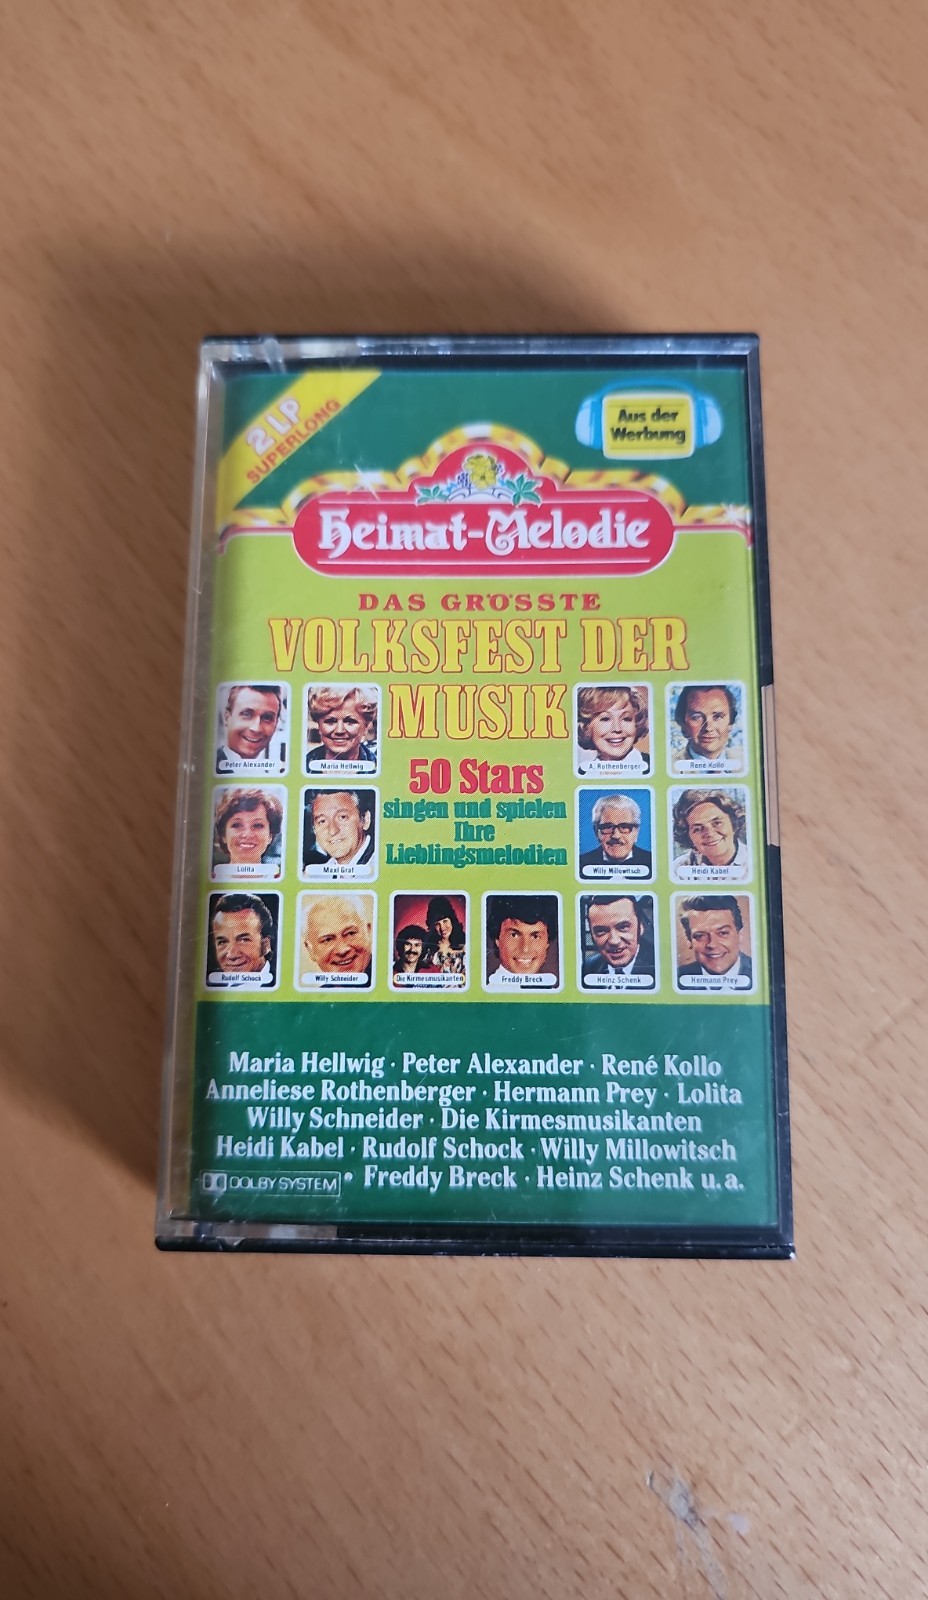 2 LP
SUPERLONG
Aus der
Werbung
Heimat-Melodie
DAS GRÖSSTE
VOLKSFEST DER
MUSIK
50 Stars
singen und spielen
Ihre
Lieblingsmelodien
Peter Alexander
Maria Hellwig
A. Rothenberger
René Kollo
Lolita
Maxl Graf
Willy Millowitsch
Heidi Kabel
Rudolf Schock
Willy Schneider
Die Kirmesmusikanten
Freddy Breck
Heinz Schenk
Hermann Prey
Maria Hellwig · Peter Alexander · René Kollo
Anneliese Rothenberger · Hermann Prey · Lolita
Willy Schneider · Die Kirmesmusikanten
Heidi Kabel · Rudolf Schock · Willy Millowitsch
DOLBY SYSTEM · Freddy Breck · Heinz Schenk u. a.